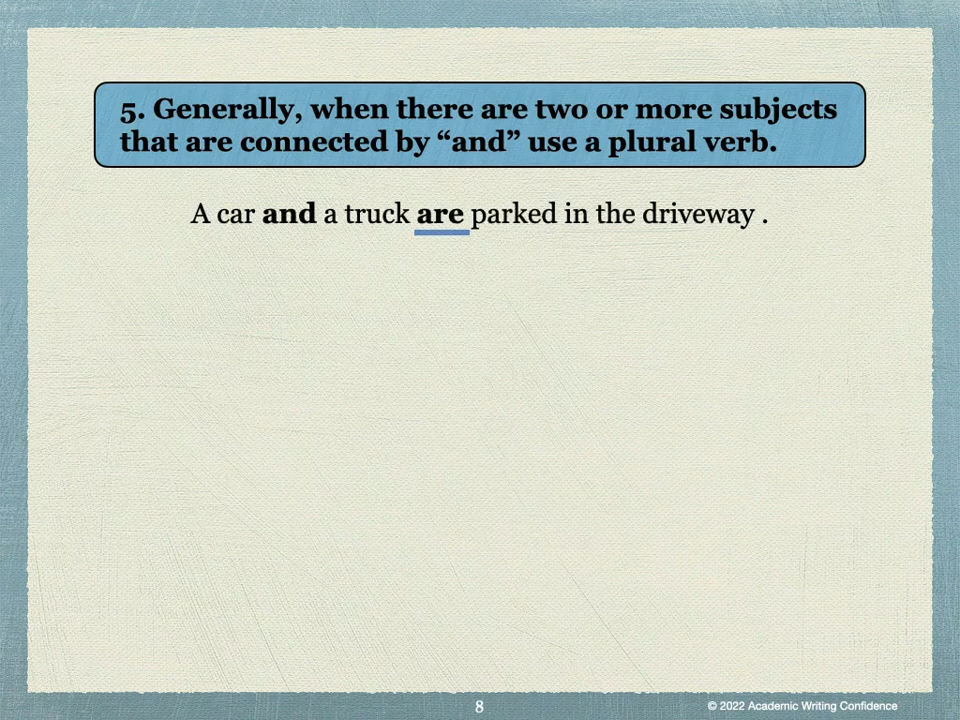 5. Generally, when there are two or more subjects
that are connected by “and” use a plural verb.
A car and a truck are parked in the driveway .
8
© 2022 Academic Writing Confidence